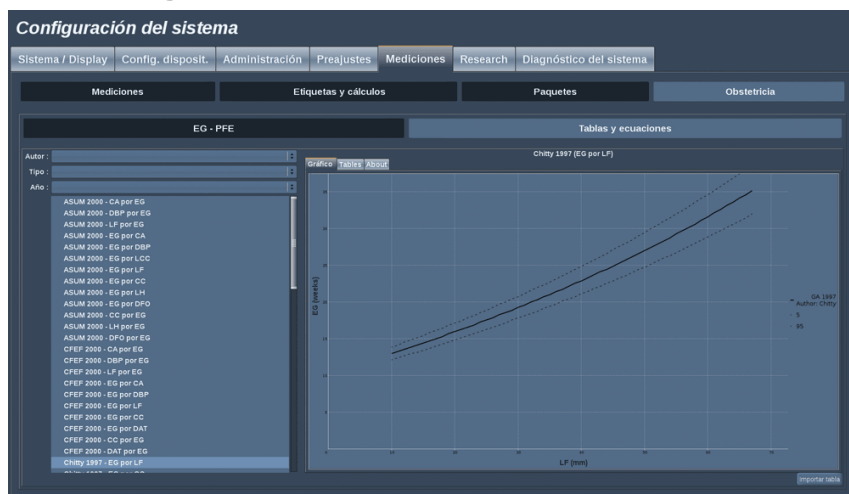 Configuración del sistema
Sistema / Display Config. disposit. Administración Preajustes Mediciones Research Diagnóstico del sistema
Mediciones Etiquetas y cálculos Paquetes Obstetricia
EG - PFE Tablas y ecuaciones
Autor :
Tipo :
Año :
ASUM 2000 - CA por EG
ASUM 2000 - DBP por EG
ASUM 2000 - LF por EG
ASUM 2000 - EG por CA
ASUM 2000 - EG por DBP
ASUM 2000 - EG por LCC
ASUM 2000 - EG por LF
ASUM 2000 - EG por CC
ASUM 2000 - EG por LH
ASUM 2000 - EG por DFO
ASUM 2000 - CC por EG
ASUM 2000 - LH por EG
ASUM 2000 - DFO por EG
CFEF 2000 - CA por EG
CFEF 2000 - DBP por EG
CFEF 2000 - LF por EG
CFEF 2000 - EG por CA
CFEF 2000 - EG por DBP
CFEF 2000 - EG por LF
CFEF 2000 - EG por CC
CFEF 2000 - EG por DAT
CFEF 2000 - CC por EG
CFEF 2000 - DAT por EG
Chitty 1997 - EG por LF
Chitty 1997 (EG por LF)
Gráfico Tables About
EG (weeks)
LF (mm)
GA 1997
Author: Chitty
5
95
Importar tabla